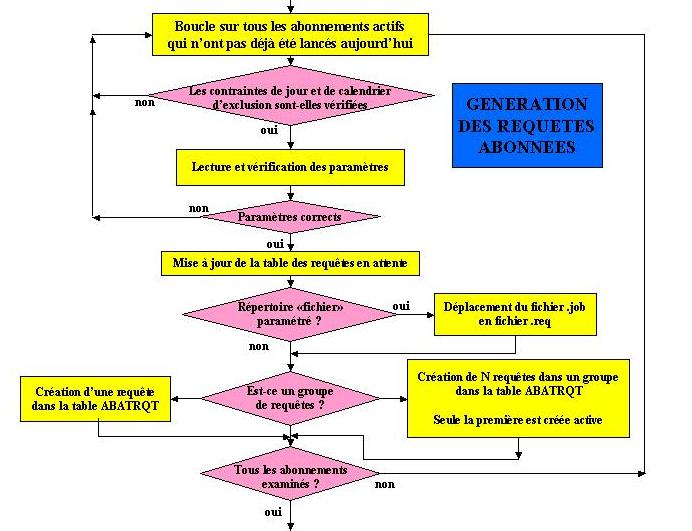 Boucle sur tous les abonnements actifs
qui n'ont pas déjà été lancés aujourd'hui
Les contraintes de jour et de calendrier
d'exclusion sont-elles vérifiées
non
oui
GENERATION
DES REQUETES
ABONNEES
Lecture et vérification des paramètres
non
Paramètres corrects
oui
Mise à jour de la table des requêtes en attente
Répertoire «fichier»
paramétré ?
oui
non
Déplacement du fichier .job
en fichier .req
Création d'une requête
dans la table ABATRQT
Est-ce un groupe
de requêtes ?
Création de N requêtes dans un groupe
dans la table ABATRQT
Seule la première est créée active
Tous les abonnements
examinés ?
non
oui